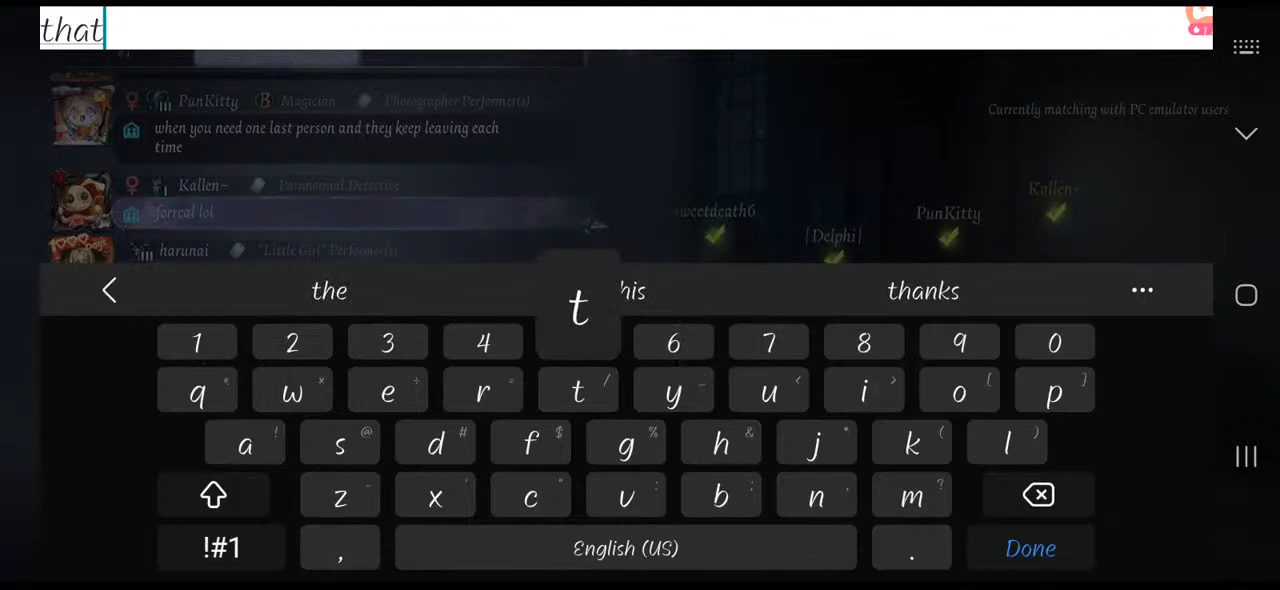 that
PunKitty Magician Photographer Performer(s)
when you need one last person and they keep leaving each
time
Kallen~ Paranormal Detective
forreal lol
harunai "Little Girl" Performer(s)
Currently matching with PC emulator users
sweetdeath6
|Delphi|
PunKitty
Kallen~
the t his thanks
1 2 3 4 6 7 8 9 0
q w e r t / y u < i > o [ p ]
a ! s @ d # f $ g % h & j * k ( l )
z - x ' c " v : b ; n , m ?
!#1 , English (US) . Done